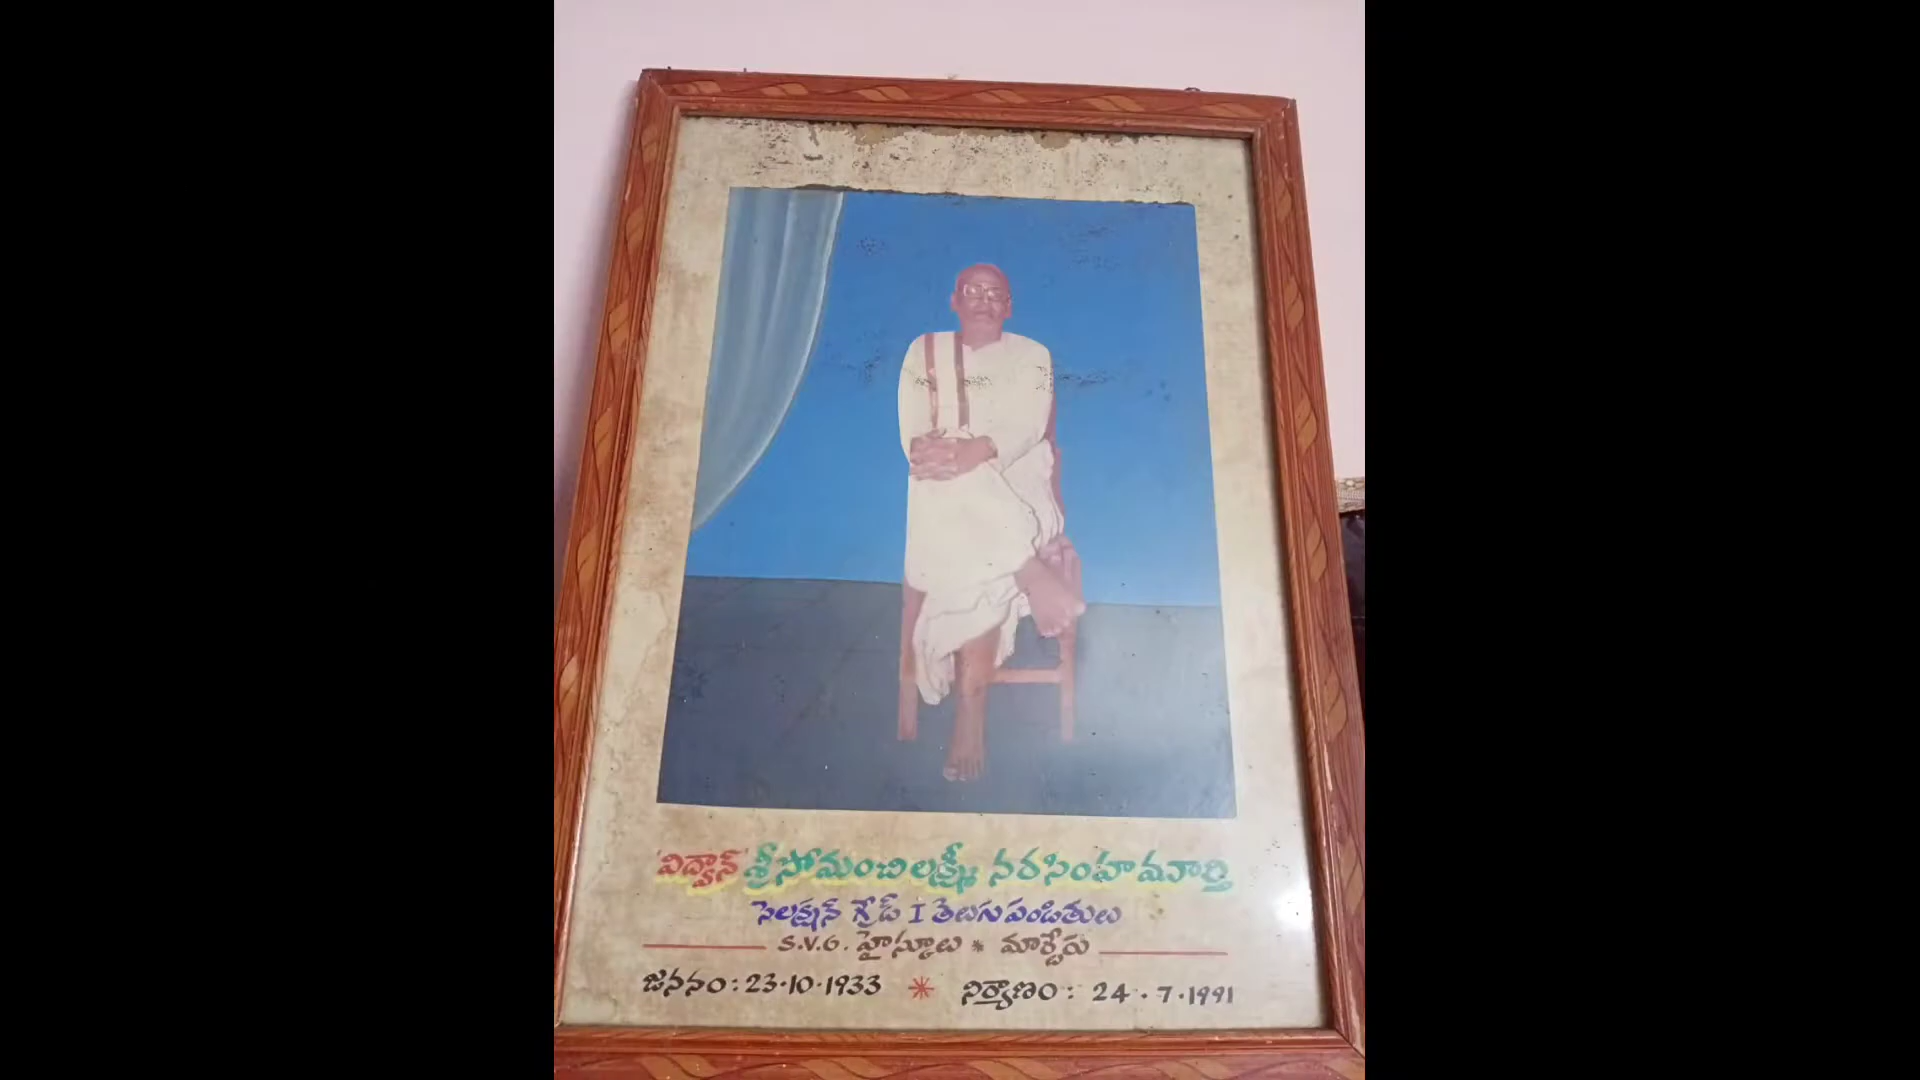 'విద్వాన్' శ్రీ సోమంచి లక్ష్మీ నరసింహమూర్తి
సెలక్షన్ గ్రేడ్ I తెలుగు పండితులు
S.V.G. హైస్కూలు * మార్టేరు
జననం: 23.10.1933 * నిర్యాణం: 24.7.1991